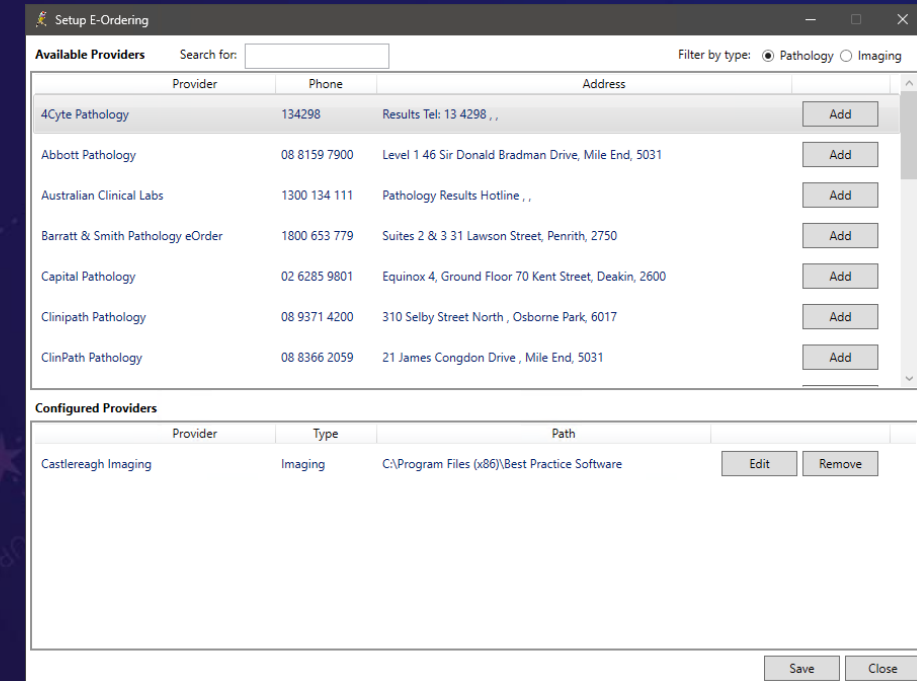 Setup E-Ordering
Available Providers Search for: Filter by type: Pathology Imaging
Provider Phone Address
4Cyte Pathology 134298 Results Tel: 13 4298 , , Add
Abbott Pathology 08 8159 7900 Level 1 46 Sir Donald Bradman Drive, Mile End, 5031 Add
Australian Clinical Labs 1300 134 111 Pathology Results Hotline , , Add
Barratt & Smith Pathology eOrder 1800 653 779 Suites 2 & 3 31 Lawson Street, Penrith, 2750 Add
Capital Pathology 02 6285 9801 Equinox 4, Ground Floor 70 Kent Street, Deakin, 2600 Add
Clinipath Pathology 08 9371 4200 310 Selby Street North , Osborne Park, 6017 Add
ClinPath Pathology 08 8366 2059 21 James Congdon Drive , Mile End, 5031 Add
Configured Providers
Provider Type Path
Castlereagh Imaging Imaging C:\Program Files (x86)\Best Practice Software Edit Remove
Save Close